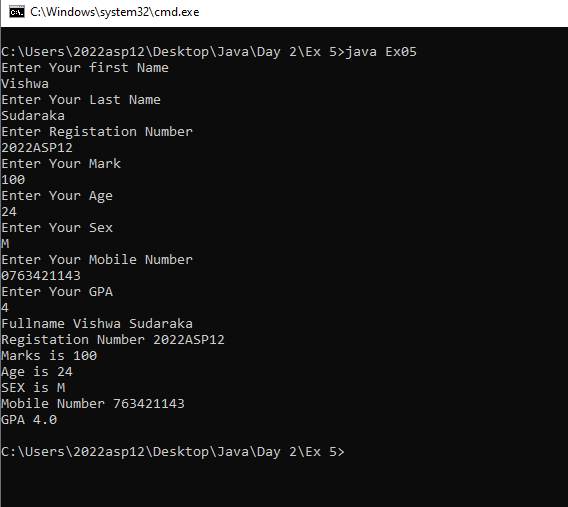 C:\Windows\system32\cmd.exe
C:\Users\2022asp12\Desktop\Java\Day 2\Ex 5>java Ex05
Enter Your first Name
Vishwa
Enter Your Last Name
Sudaraka
Enter Registation Number
2022ASP12
Enter Your Mark
100
Enter Your Age
24
Enter Your Sex
M
Enter Your Mobile Number
0763421143
Enter Your GPA
4
Fullname Vishwa Sudaraka
Registation Number 2022ASP12
Marks is 100
Age is 24
SEX is M
Mobile Number 763421143
GPA 4.0
C:\Users\2022asp12\Desktop\Java\Day 2\Ex 5>